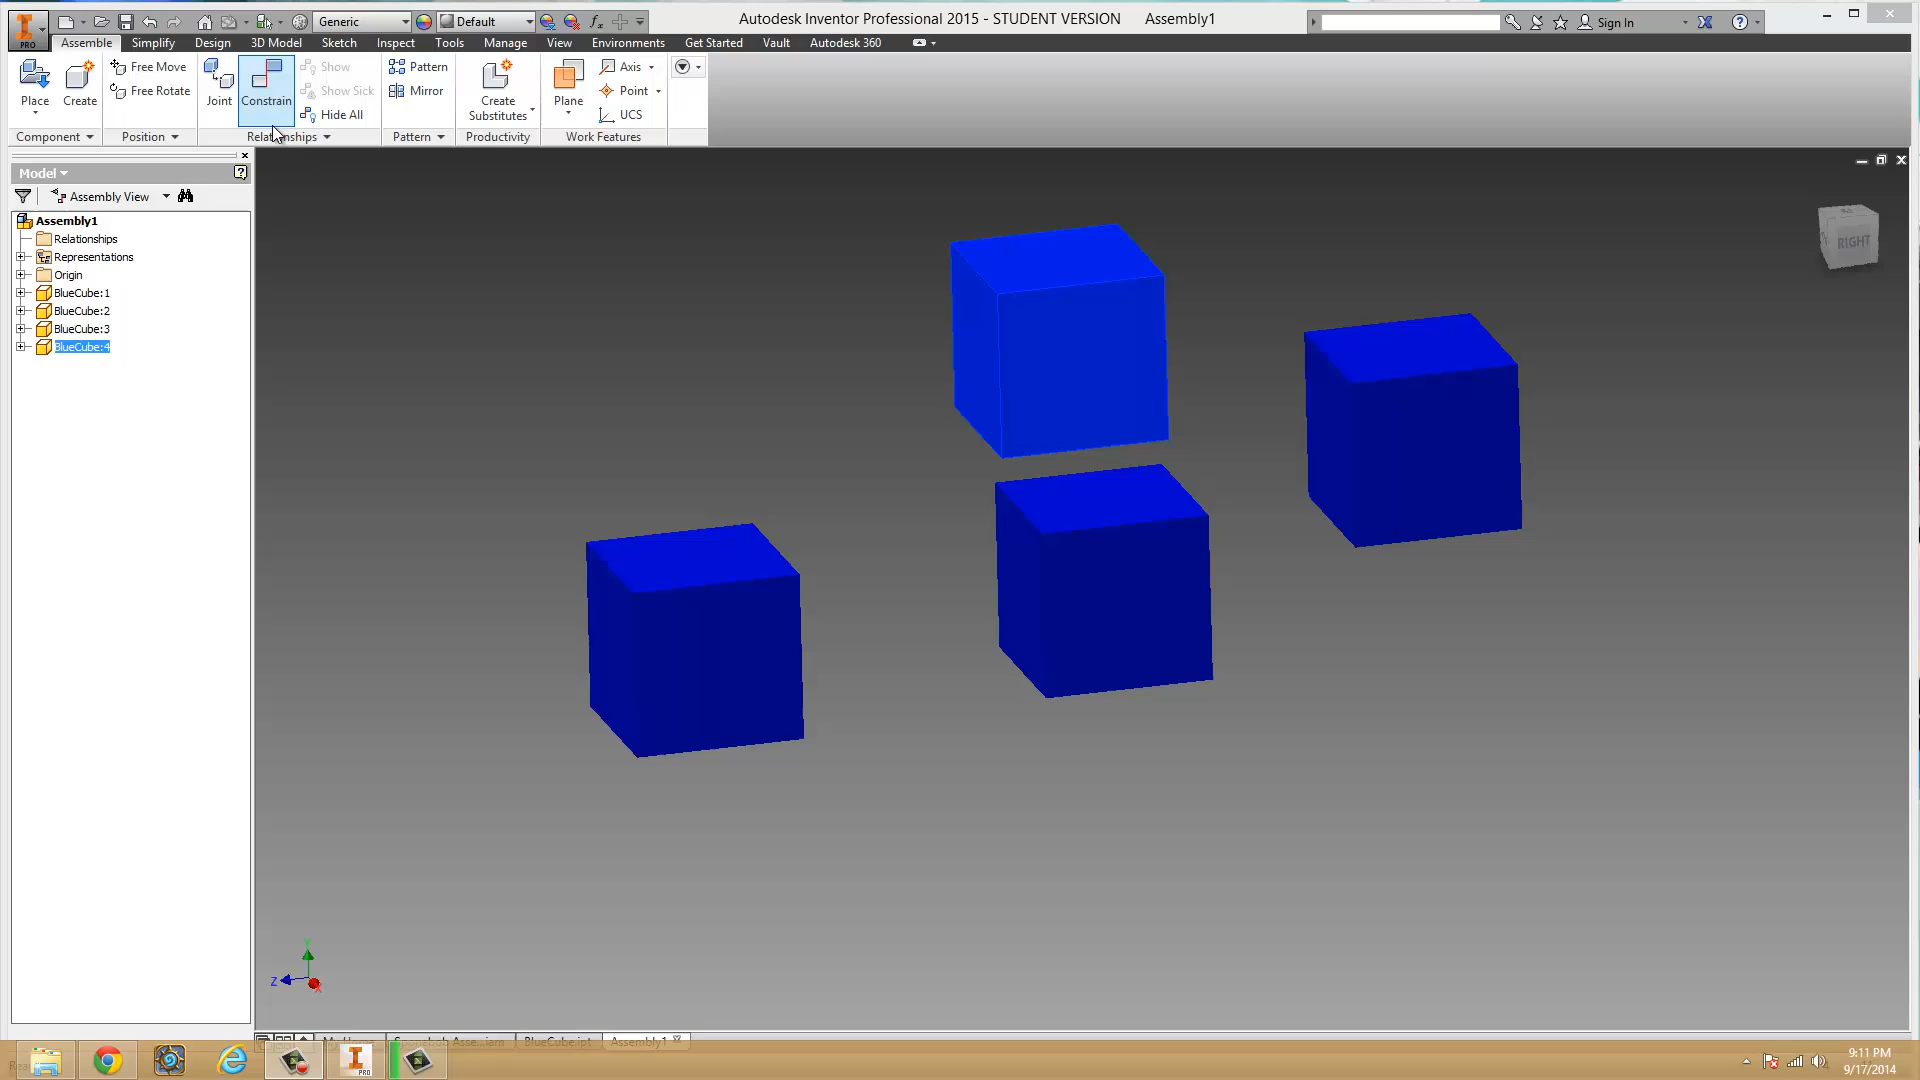 Generic
Default
Autodesk Inventor Professional 2015 - STUDENT VERSION Assembly1
Sign In
PRO
Assemble Simplify Design 3D Model Sketch Inspect Tools Manage View Environments Get Started Vault Autodesk 360
Place
Create
Free Move
Free Rotate
Joint
Constrain
Show
Show Sick
Hide All
Pattern
Mirror
Create
Substitutes
Plane
Axis
Point
UCS
Component Position Relationships Pattern Productivity Work Features
Model
Assembly View
Assembly1
Relationships
Representations
Origin
BlueCube:1
BlueCube:2
BlueCube:3
BlueCube:4
RIGHT
Y
Z
X
BlueCube.ipt
Assembly1
PRO
9:11 PM
9/17/2014